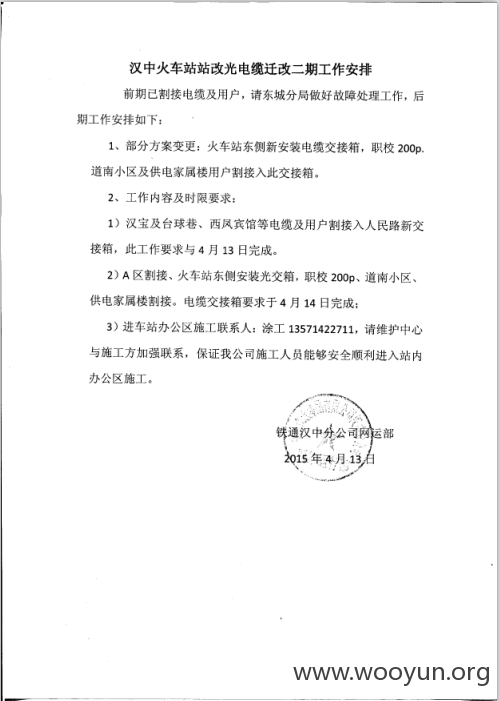 汉中火车站站改光电缆迁改二期工作安排
前期已割接电缆及用户，请东城分局做好故障处理工作，后
期工作安排如下：
1、部分方案变更：火车站东侧新安装电缆交接箱，职校 200p.
道南小区及供电家属楼用户割接入此交接箱。
2、工作内容及时限要求：
1）汉宝及台球巷、西凤宾馆等电缆及用户割接入人民路新交
接箱，此工作要求与 4 月 13 日完成。
2）A 区割接、火车站东侧安装光交箱，职校 200p、道南小区、
供电家属楼割接。电缆交接箱要求于 4 月 14 日完成；
3）进车站办公区施工联系人：涂工 13571422711，请维护中心
与施工方加强联系，保证我公司施工人员能够安全顺利进入站内
办公区施工。
铁通汉中分公司网运部
2015 年 4 月 13 日
www.wooyun.org